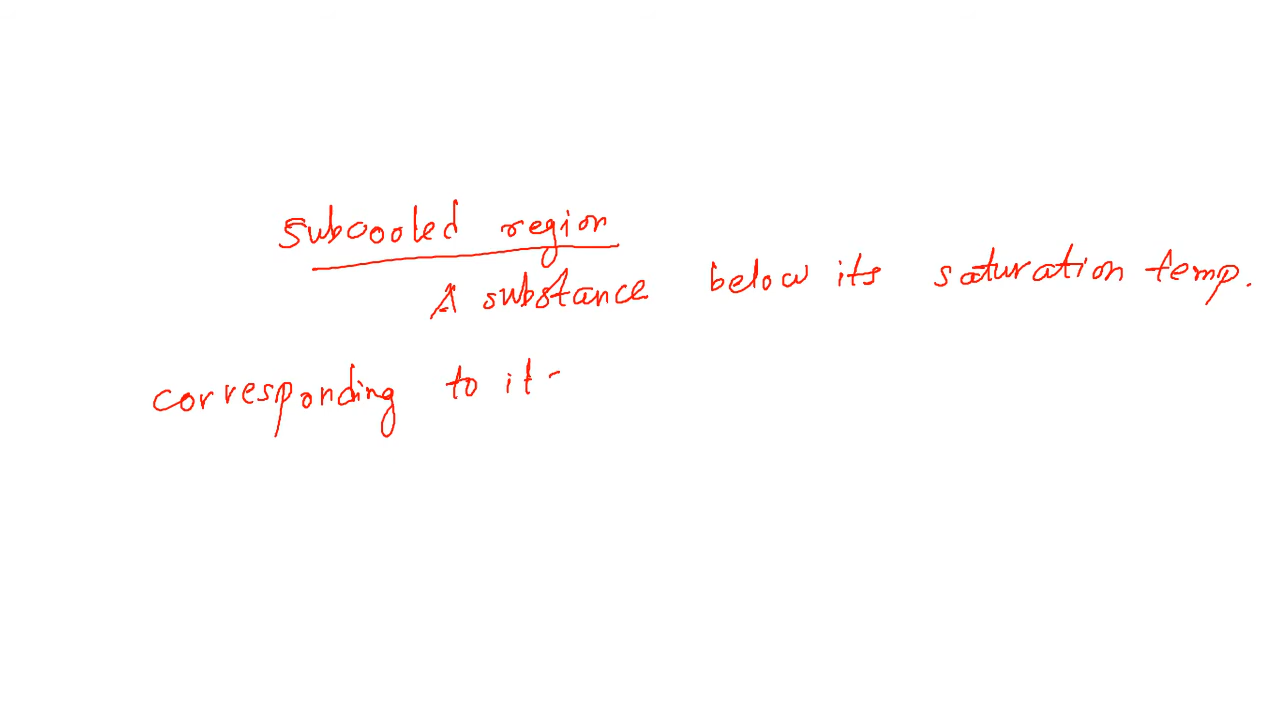 Subcooled region
A substance below its saturation temp.
corresponding to it